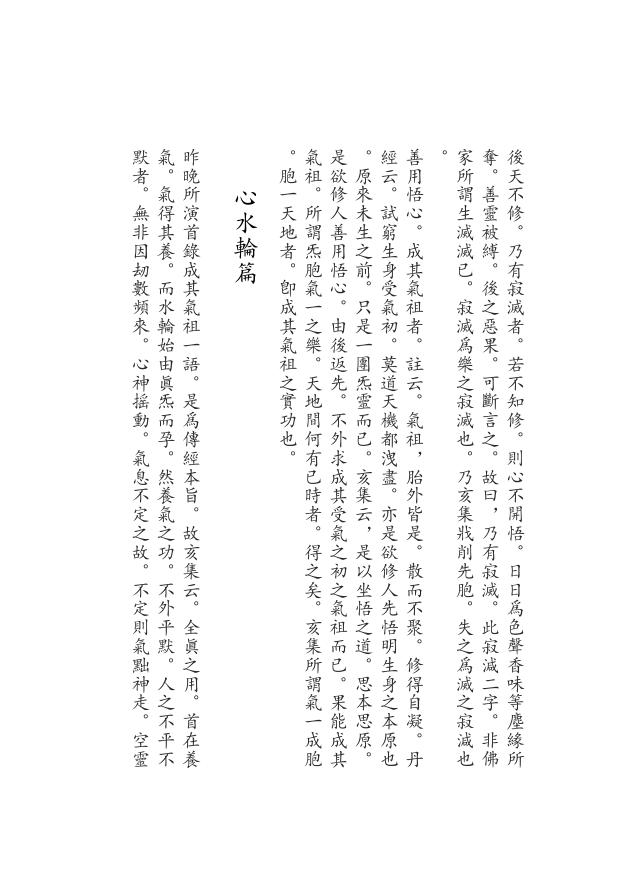 後天不修。乃有寂滅者。若不知修。則心不開悟。日日爲色聲香味等塵緣所
奪。善靈被縛。後之惡果。可斷言之。故曰，乃有寂滅。此寂滅二字。非佛
家所謂生滅滅已。寂滅爲樂之寂滅也。乃亥集戕削先胞。失之爲滅之寂滅也
。
善用悟心。成其氣祖者。註云。氣祖，胎外皆是。散而不聚。修得自凝。丹
經云。試窮生身受氣初。莫道天機都洩盡。亦是欲修人先悟明生身之本原也
。原來未生之前。只是一團炁靈而已。亥集云，是以坐悟之道。思本思原。
是欲修人善用悟心。由後返先。不外求成其受氣之初之氣祖而已。果能成其
氣祖。所謂炁胞氣一之樂。天地間何有已時者。得之矣。亥集所謂氣一成胞
。胞一天地者。卽成其氣祖之實功也。
心水輪篇
昨晚所演首錄成其氣祖一語。是爲傳經本旨。故亥集云。全眞之用。首在養
氣。氣得其養。而水輪始由眞炁而孕。然養氣之功。不外平默。人之不平不
默者。無非因刧數頻來。心神搖動。氣息不定之故。不定則氣黜神走。空靈